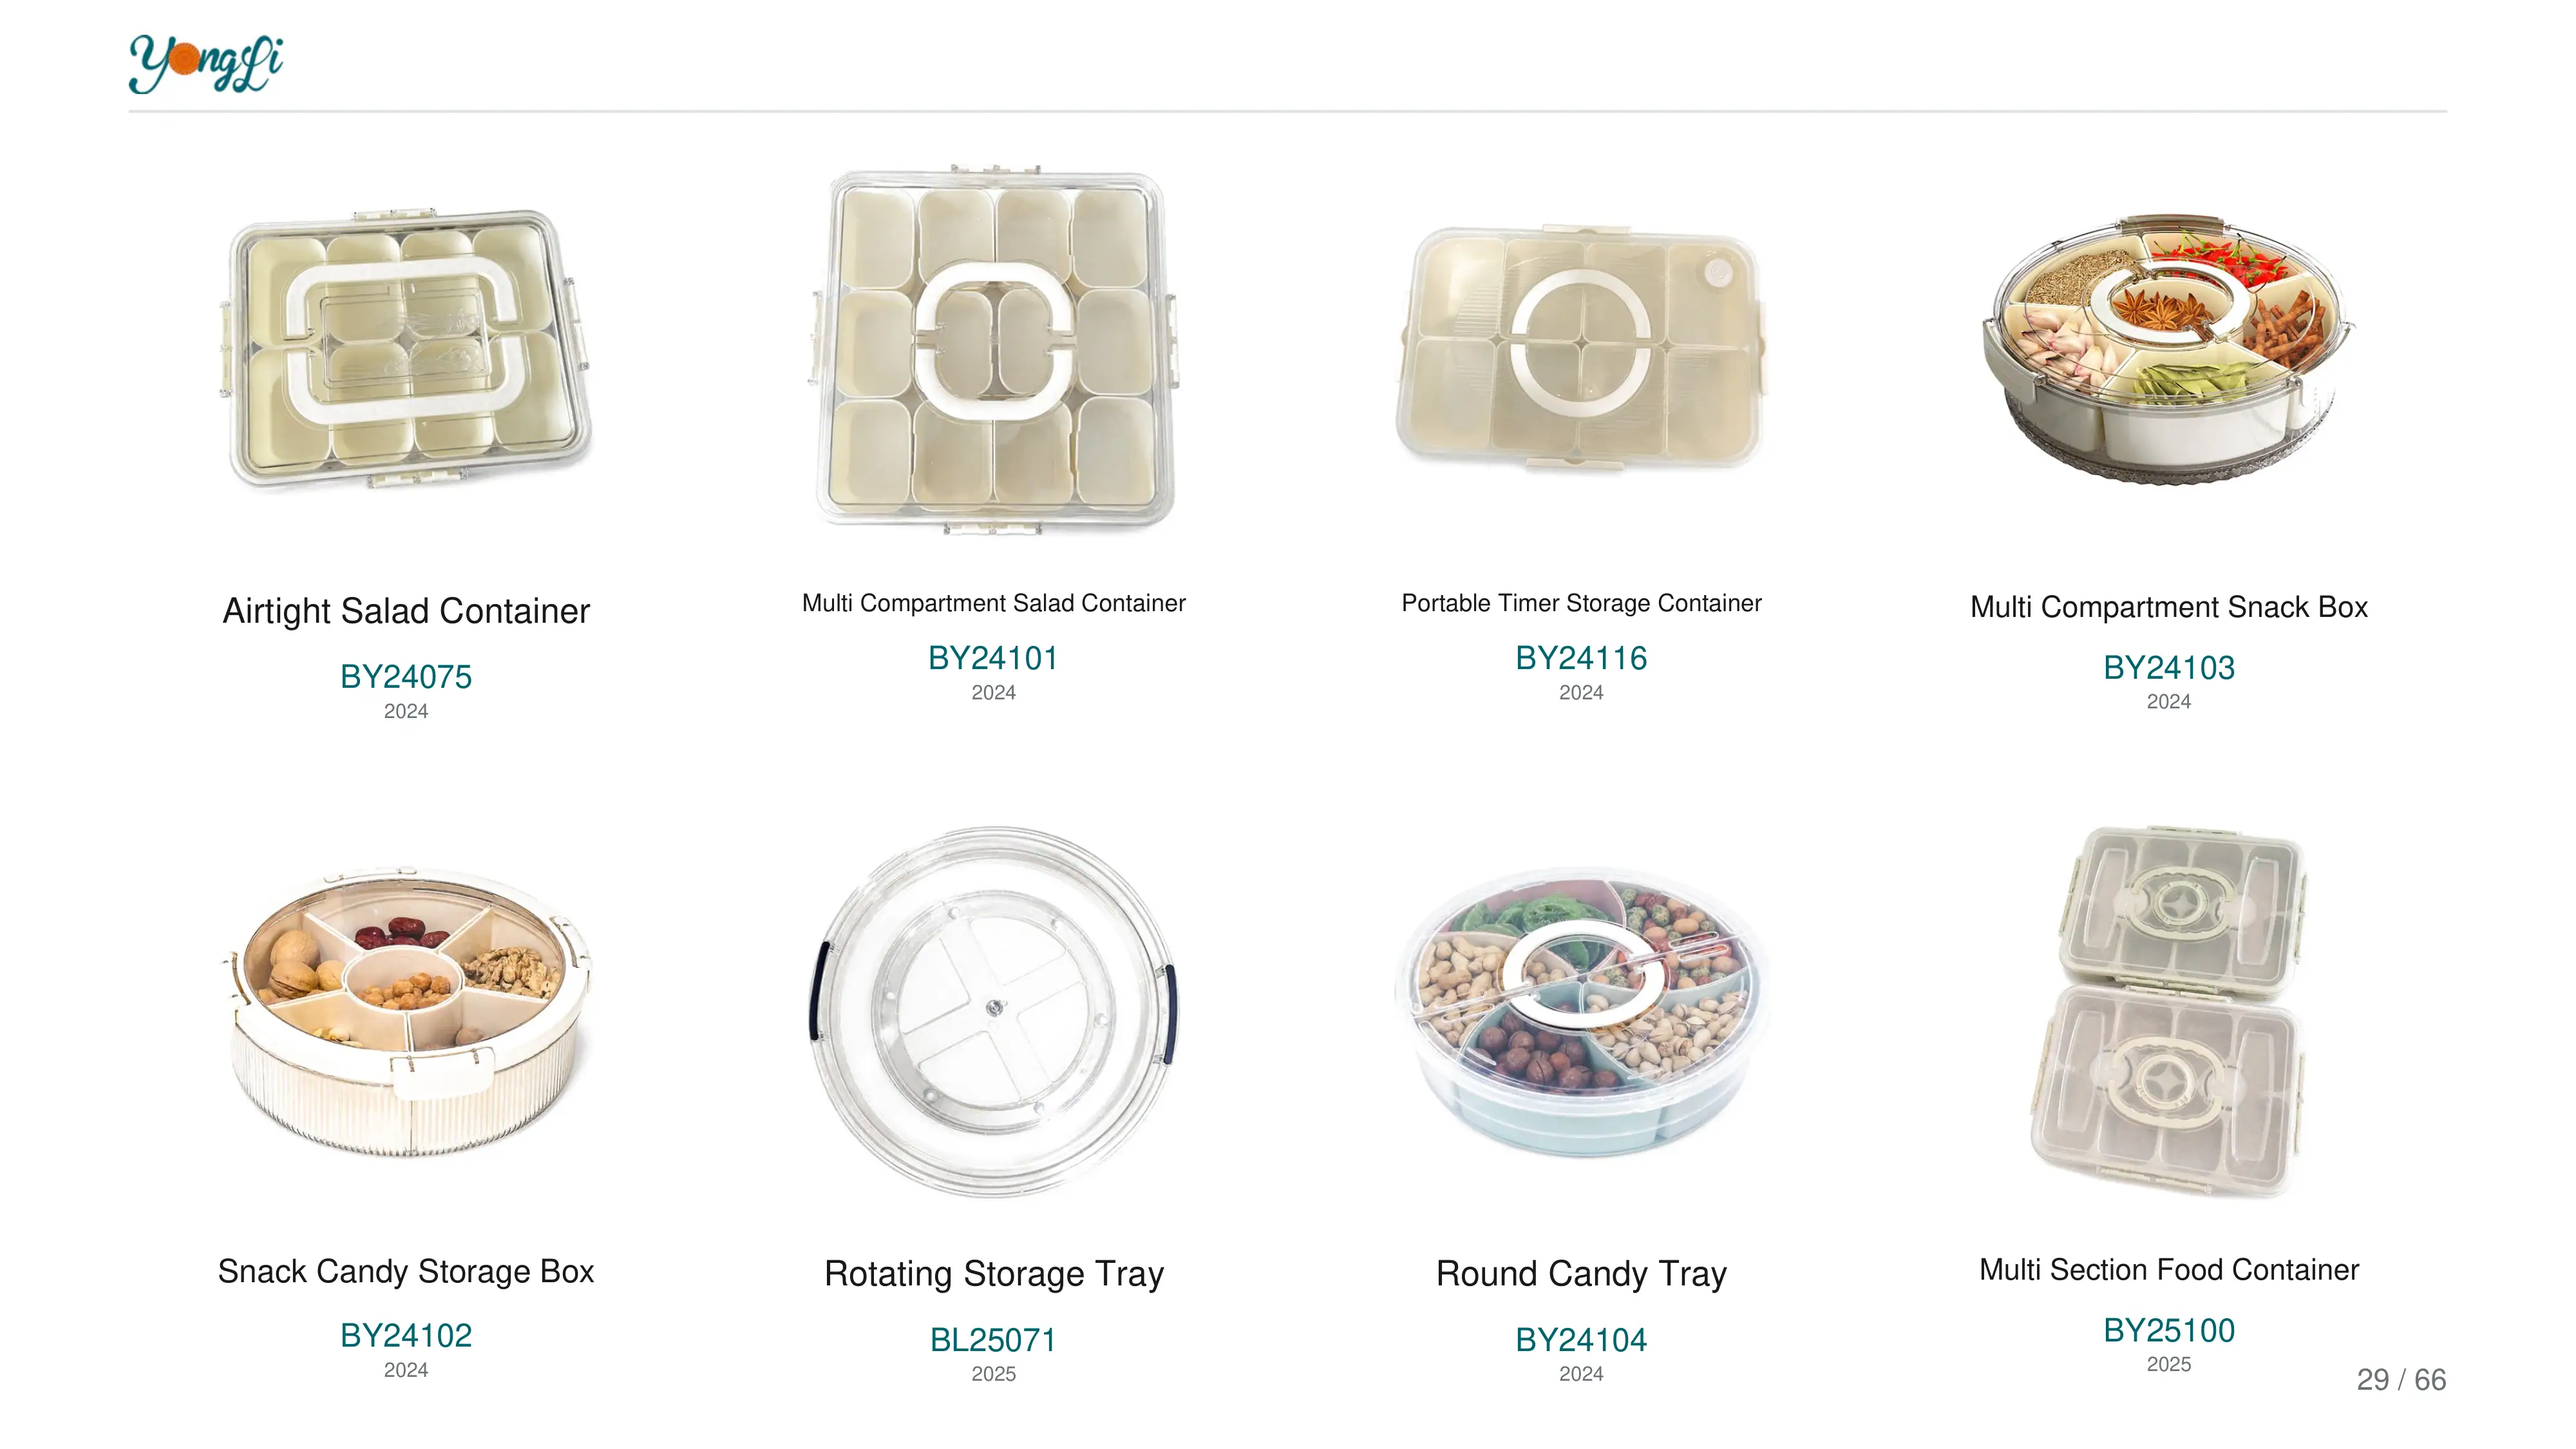 YongLi
Airtight Salad Container
BY24075
2024
Multi Compartment Salad Container
BY24101
2024
Portable Timer Storage Container
BY24116
2024
Multi Compartment Snack Box
BY24103
2024
Snack Candy Storage Box
BY24102
2024
Rotating Storage Tray
BL25071
2025
Round Candy Tray
BY24104
2024
Multi Section Food Container
BY25100
2025
29 / 66